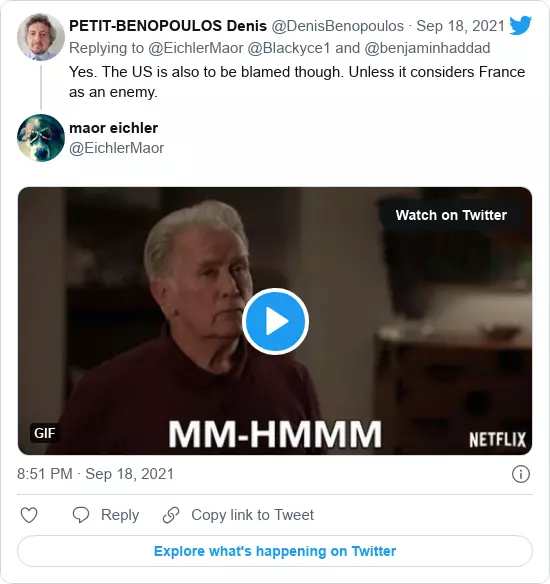 PETIT-BENOPOULOS Denis @DenisBenopoulos · Sep 18, 2021
Replying to @EichlerMaor @Blackyce1 and @benjaminhaddad
Yes. The US is also to be blamed though. Unless it considers France
as an enemy.
maor eichler
@EichlerMaor
Watch on Twitter
GIF
MM-HMMM
NETFLIX
8:51 PM · Sep 18, 2021
Reply
Copy link to Tweet
Explore what's happening on Twitter